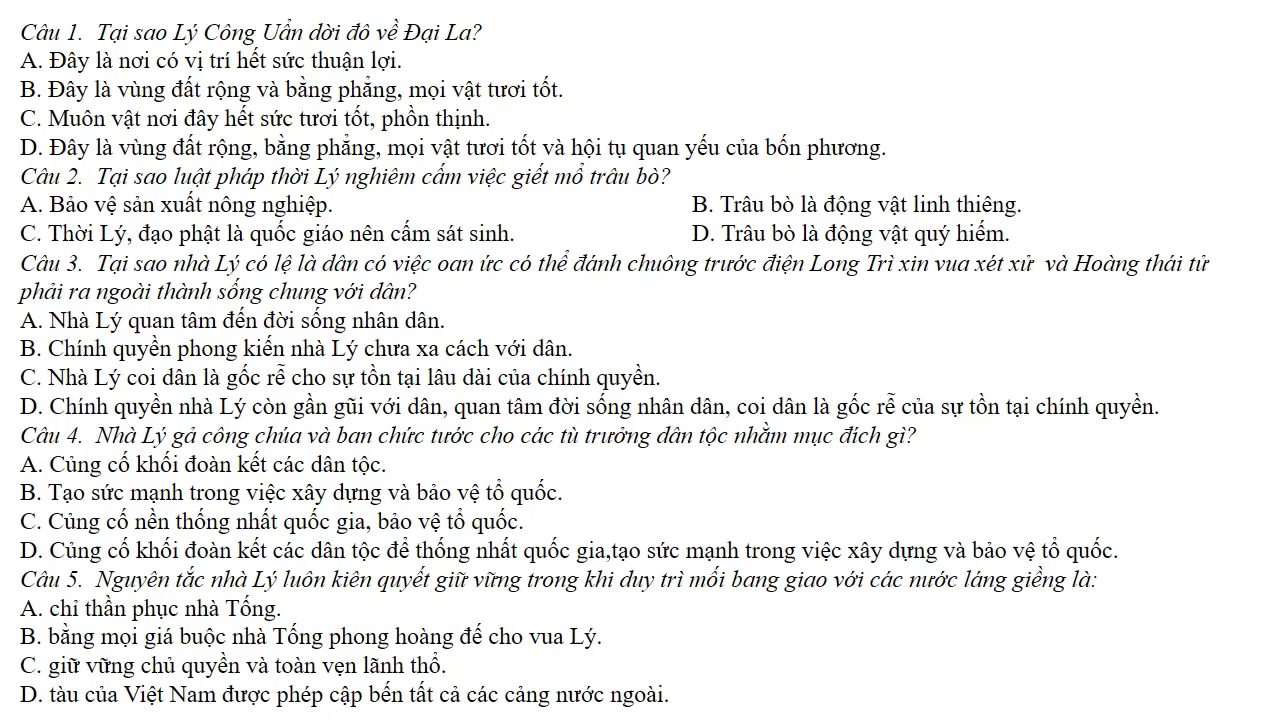 Câu 1.  Tại sao Lý Công Uẩn dời đô về Đại La?
A. Đây là nơi có vị trí hết sức thuận lợi.
B. Đây là vùng đất rộng và bằng phẳng, mọi vật tươi tốt.
C. Muôn vật nơi đây hết sức tươi tốt, phồn thịnh.
D. Đây là vùng đất rộng, bằng phẳng, mọi vật tươi tốt và hội tụ quan yếu của bốn phương.
Câu 2.  Tại sao luật pháp thời Lý nghiêm cấm việc giết mổ trâu bò?
A. Bảo vệ sản xuất nông nghiệp. B. Trâu bò là động vật linh thiêng.
C. Thời Lý, đạo phật là quốc giáo nên cấm sát sinh. D. Trâu bò là động vật quý hiếm.
Câu 3.  Tại sao nhà Lý có lệ là dân có việc oan ức có thể đánh chuông trước điện Long Trì xin vua xét xử  và Hoàng thái tử
phải ra ngoài thành sống chung với dân?
A. Nhà Lý quan tâm đến đời sống nhân dân.
B. Chính quyền phong kiến nhà Lý chưa xa cách với dân.
C. Nhà Lý coi dân là gốc rễ cho sự tồn tại lâu dài của chính quyền.
D. Chính quyền nhà Lý còn gần gũi với dân, quan tâm đời sống nhân dân, coi dân là gốc rễ của sự tồn tại chính quyền.
Câu 4.  Nhà Lý gả công chúa và ban chức tước cho các tù trưởng dân tộc nhằm mục đích gì?
A. Củng cố khối đoàn kết các dân tộc.
B. Tạo sức mạnh trong việc xây dựng và bảo vệ tổ quốc.
C. Củng cố nền thống nhất quốc gia, bảo vệ tổ quốc.
D. Củng cố khối đoàn kết các dân tộc để thống nhất quốc gia,tạo sức mạnh trong việc xây dựng và bảo vệ tổ quốc.
Câu 5.  Nguyên tắc nhà Lý luôn kiên quyết giữ vững trong khi duy trì mối bang giao với các nước láng giềng là:
A. chỉ thần phục nhà Tống.
B. bằng mọi giá buộc nhà Tống phong hoàng đế cho vua Lý.
C. giữ vững chủ quyền và toàn vẹn lãnh thổ.
D. tàu của Việt Nam được phép cập bến tất cả các cảng nước ngoài.